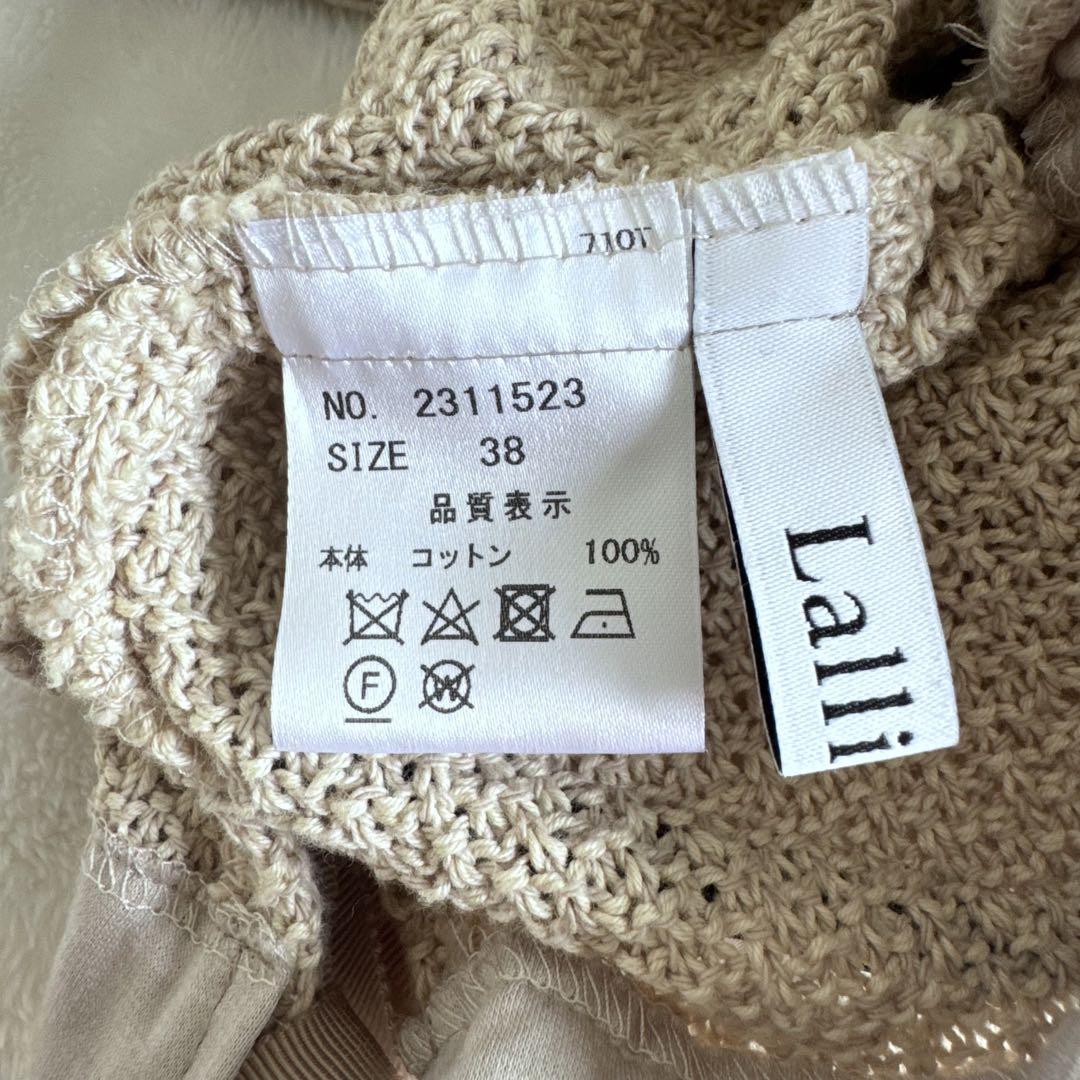 710T
NO. 2311523
SIZE 38
品質表示
本体 コットン 100%
F
W
Lalli